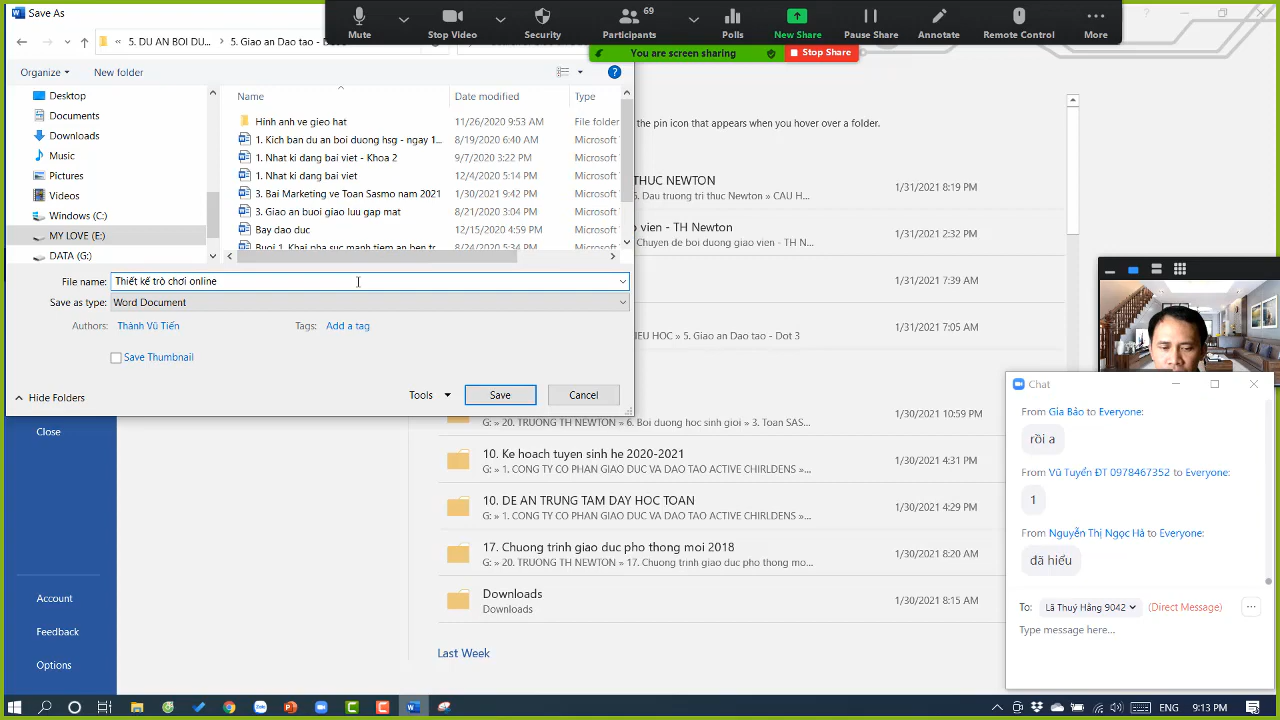 Save As
Mute
Stop Video
Security
Participants
69
Polls
New Share
Pause Share
Annotate
Remote Control
More
You are screen sharing
Stop Share
5. DU AN BOI DU...
5. Giao an Dao tao -
Organize
New folder
Desktop
Documents
Downloads
Music
Pictures
Videos
Windows (C:)
MY LOVE (E:)
DATA (G:)
Name
Date modified
Type
Hinh anh ve gieo hat
11/26/2020 9:53 AM
File folder
1. Kich ban du an boi duong hsg - ngay 1...
8/19/2020 6:40 AM
Microsoft
1. Nhat ki dang bai viet - Khoa 2
9/7/2020 3:22 PM
Microsoft
1. Nhat ki dang bai viet
12/4/2020 5:14 PM
Microsoft
3. Bai Marketing ve Toan Sasmo nam 2021
1/30/2021 9:42 PM
Microsoft
3. Giao an buoi giao luu gap mat
8/21/2020 3:04 PM
Microsoft
Bay dao duc
12/15/2020 4:59 PM
Microsoft
Buoi 1. Khai pha suc manh tiem an ben tr...
8/24/2020 5:34 PM
Microsoft
File name:
Thiết kế trò chơi online
Save as type:
Word Document
Authors:
Thành Vũ Tiến
Tags:
Add a tag
Save Thumbnail
Hide Folders
Tools
Save
Cancel
the pin icon that appears when you hover over a folder.
THUC NEWTON
6. Dau truong tri thuc Newton » CAU H...
1/31/2021 8:19 PM
o vien - TH Newton
Chuyen de boi duong giao vien - TH N...
1/31/2021 2:32 PM
1/31/2021 7:39 AM
IEU HOC » 5. Giao an Dao tao - Dot 3
1/31/2021 7:05 AM
G: » 20. TRUONG TH NEWTON » 6. Boi duong hoc sinh gioi » 3. Toan SAS...
1/30/2021 10:59 PM
10. Ke hoach tuyen sinh he 2020-2021
G: » 1. CONG TY CO PHAN GIAO DUC VA DAO TAO ACTIVE CHIRLDENS »...
1/30/2021 4:31 PM
10. DE AN TRUNG TAM DAY HOC TOAN
G: » 1. CONG TY CO PHAN GIAO DUC VA DAO TAO ACTIVE CHIRLDENS »...
1/30/2021 4:29 PM
17. Chuong trinh giao duc pho thong moi 2018
G: » 20. TRUONG TH NEWTON » 17. Chuong trinh giao duc pho thong mo...
1/30/2021 8:20 AM
Downloads
Downloads
1/30/2021 8:15 AM
Last Week
Close
Account
Feedback
Options
Chat
From Gia Bảo to Everyone:
rồi a
From Vũ Tuyển ĐT 0978467352 to Everyone:
1
From Nguyễn Thị Ngọc Hà to Everyone:
đã hiểu
To:
Lã Thuý Hằng 9042
(Direct Message)
Type message here...
ENG
9:13 PM